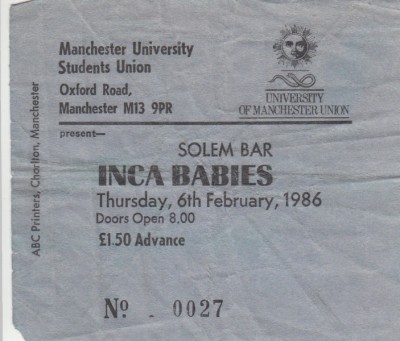 Manchester University
Students Union
Oxford Road,
Manchester M13 9PR
UNIVERSITY
OF MANCHESTER UNION
present—
SOLEM BAR
INCA BABIES
Thursday, 6th February, 1986
Doors Open 8.00
£1.50 Advance
Nº - 0027
ABC Printers, Chorlton, Manchester